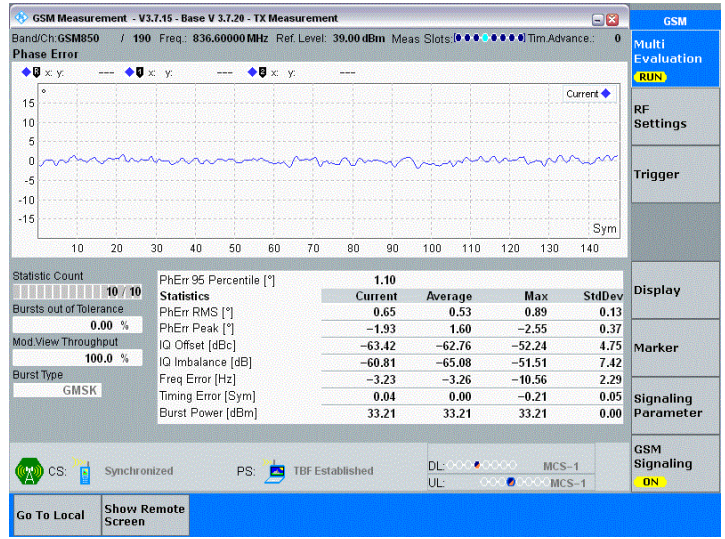 GSM Measurement - V3.7.15 - Base V 3.7.20 - TX Measurement
GSM
Band/Ch:GSM850 / 190 Freq.: 836.60000 MHz Ref. Level: 39.00 dBm Meas Slots: Tim.Advance.: 0
Phase Error
Multi Evaluation
RUN
x: y: --- x: y: --- x: y: ---
Current
°
15
10
5
0
-5
-10
-15
Sym
10 20 30 40 50 60 70 80 90 100 110 120 130 140
RF Settings
Trigger
Statistic Count
10 / 10
Bursts out of Tolerance
0.00 %
Mod.View Throughput
100.0 %
Burst Type
GMSK
PhErr 95 Percentile [°] 1.10
Statistics Current Average Max StdDev
PhErr RMS [°] 0.65 0.53 0.89 0.13
PhErr Peak [°] −1.93 1.60 −2.55 0.37
IQ Offset [dBc] −63.42 −62.76 −52.24 4.75
IQ Imbalance [dB] −60.81 −65.08 −51.51 7.42
Freq Error [Hz] −3.23 −3.26 −10.56 2.29
Timing Error [Sym] 0.04 0.00 −0.21 0.05
Burst Power [dBm] 33.21 33.21 33.21 0.00
Display
Marker
Signaling Parameter
GSM Signaling
ON
CS: Synchronized PS: TBF Established
DL: MCS−1
UL: MCS−1
Go To Local
Show Remote Screen